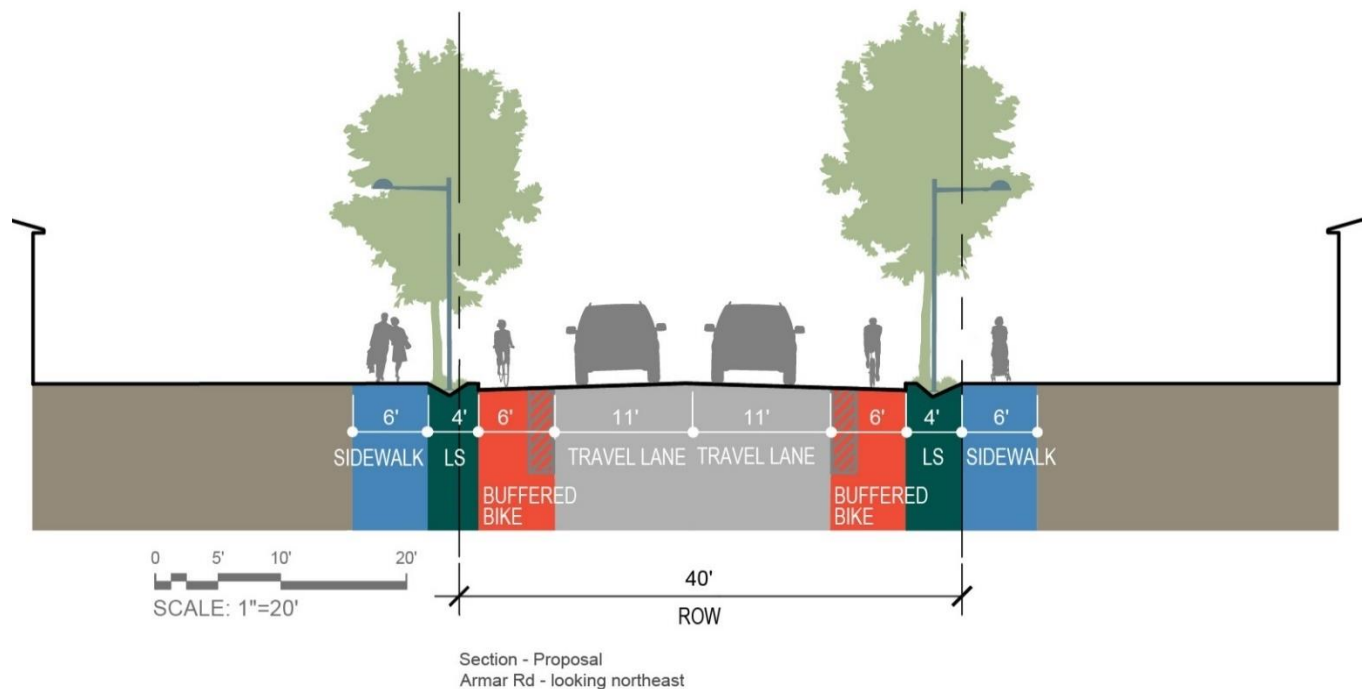 6' 4' 6' 11' 11' 6' 4' 6'
SIDEWALK LS TRAVEL LANE TRAVEL LANE LS SIDEWALK
BUFFERED BUFFERED
BIKE BIKE
0 5' 10' 20'
SCALE: 1"=20'
40'
ROW
Section - Proposal
Armar Rd - looking northeast